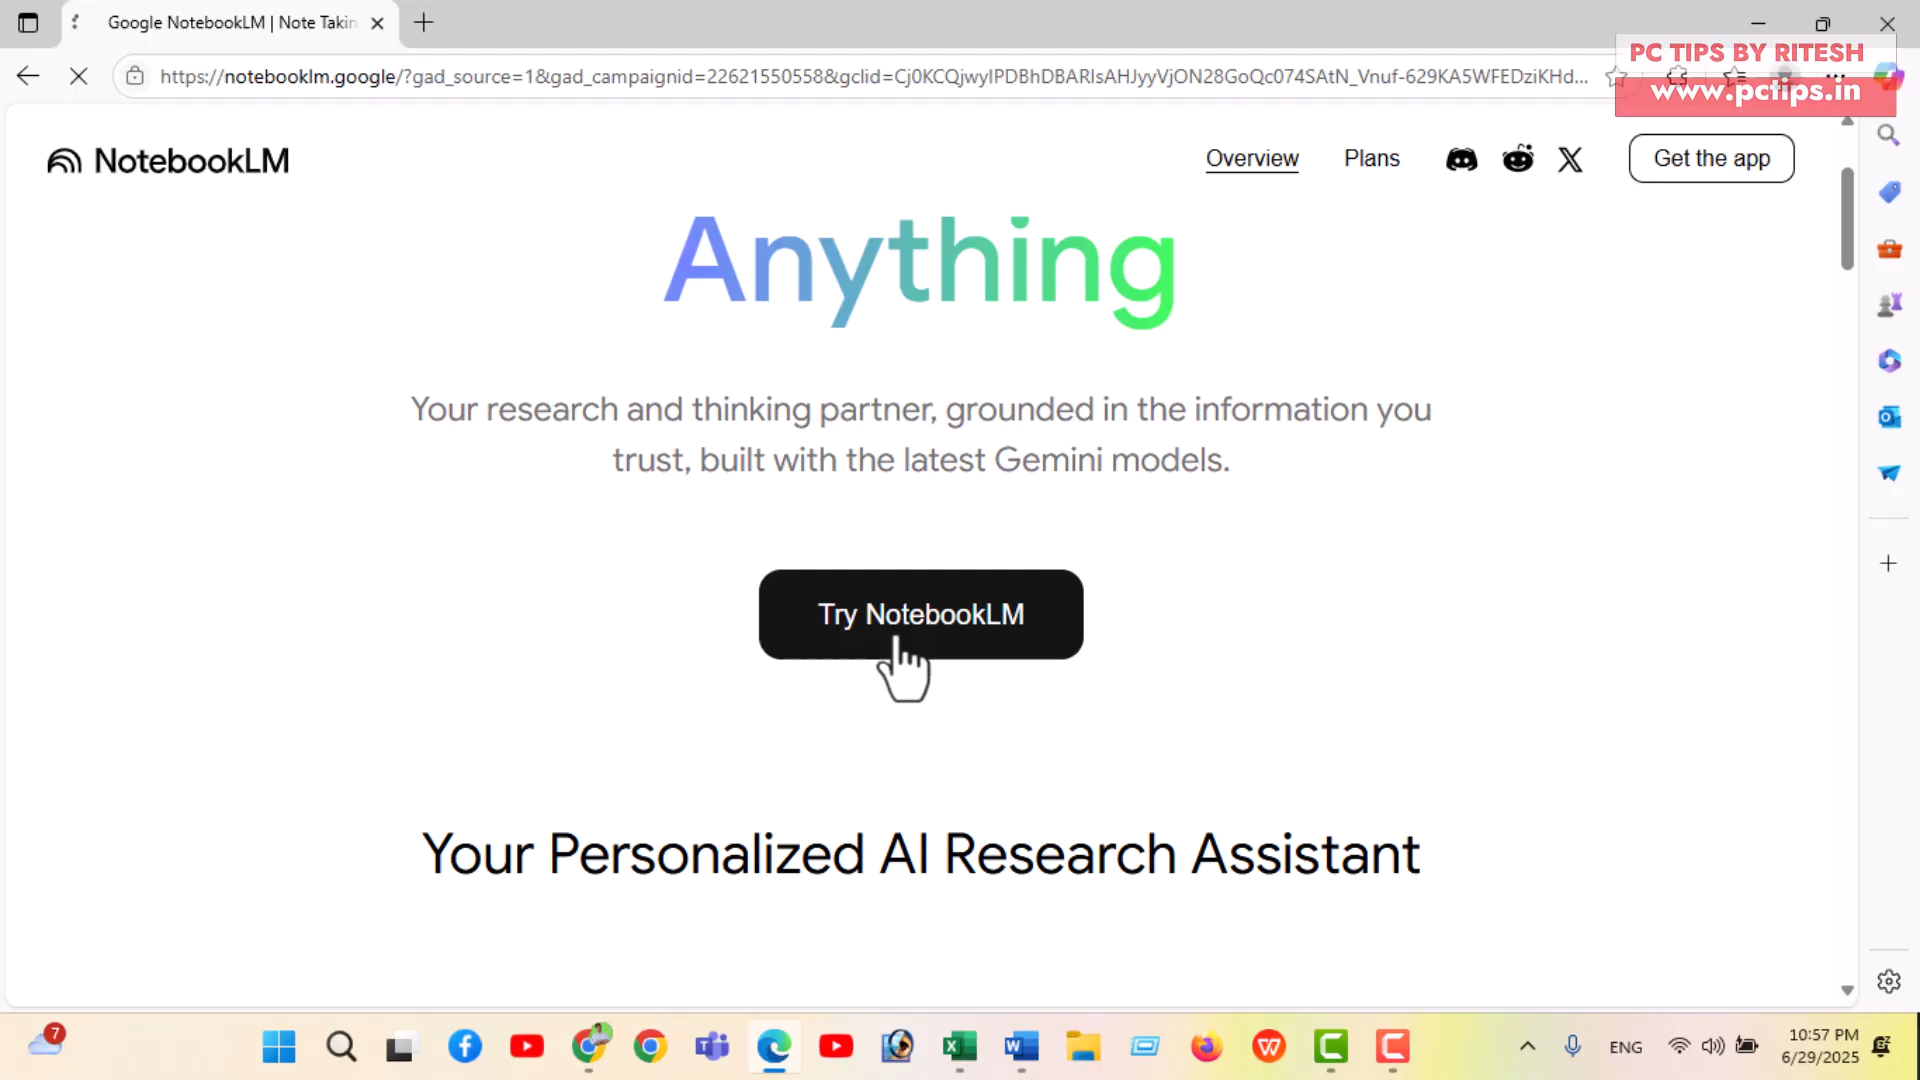 Google NotebookLM | Note Takin
PC TIPS BY RITESH
www.pctips.in
https://notebooklm.google/?gad_source=1&gad_campaignid=22621550558&gclid=Cj0KCQjwyIPDBhDBARIsAHJyyVjON28GoQc074SAtN_Vnuf-629KA5WFEDziKHd...
NotebookLM
Overview
Plans
Get the app
Anything
Your research and thinking partner, grounded in the information you
trust, built with the latest Gemini models.
Try NotebookLM
Your Personalized AI Research Assistant
7
ENG
10:57 PM
6/29/2025